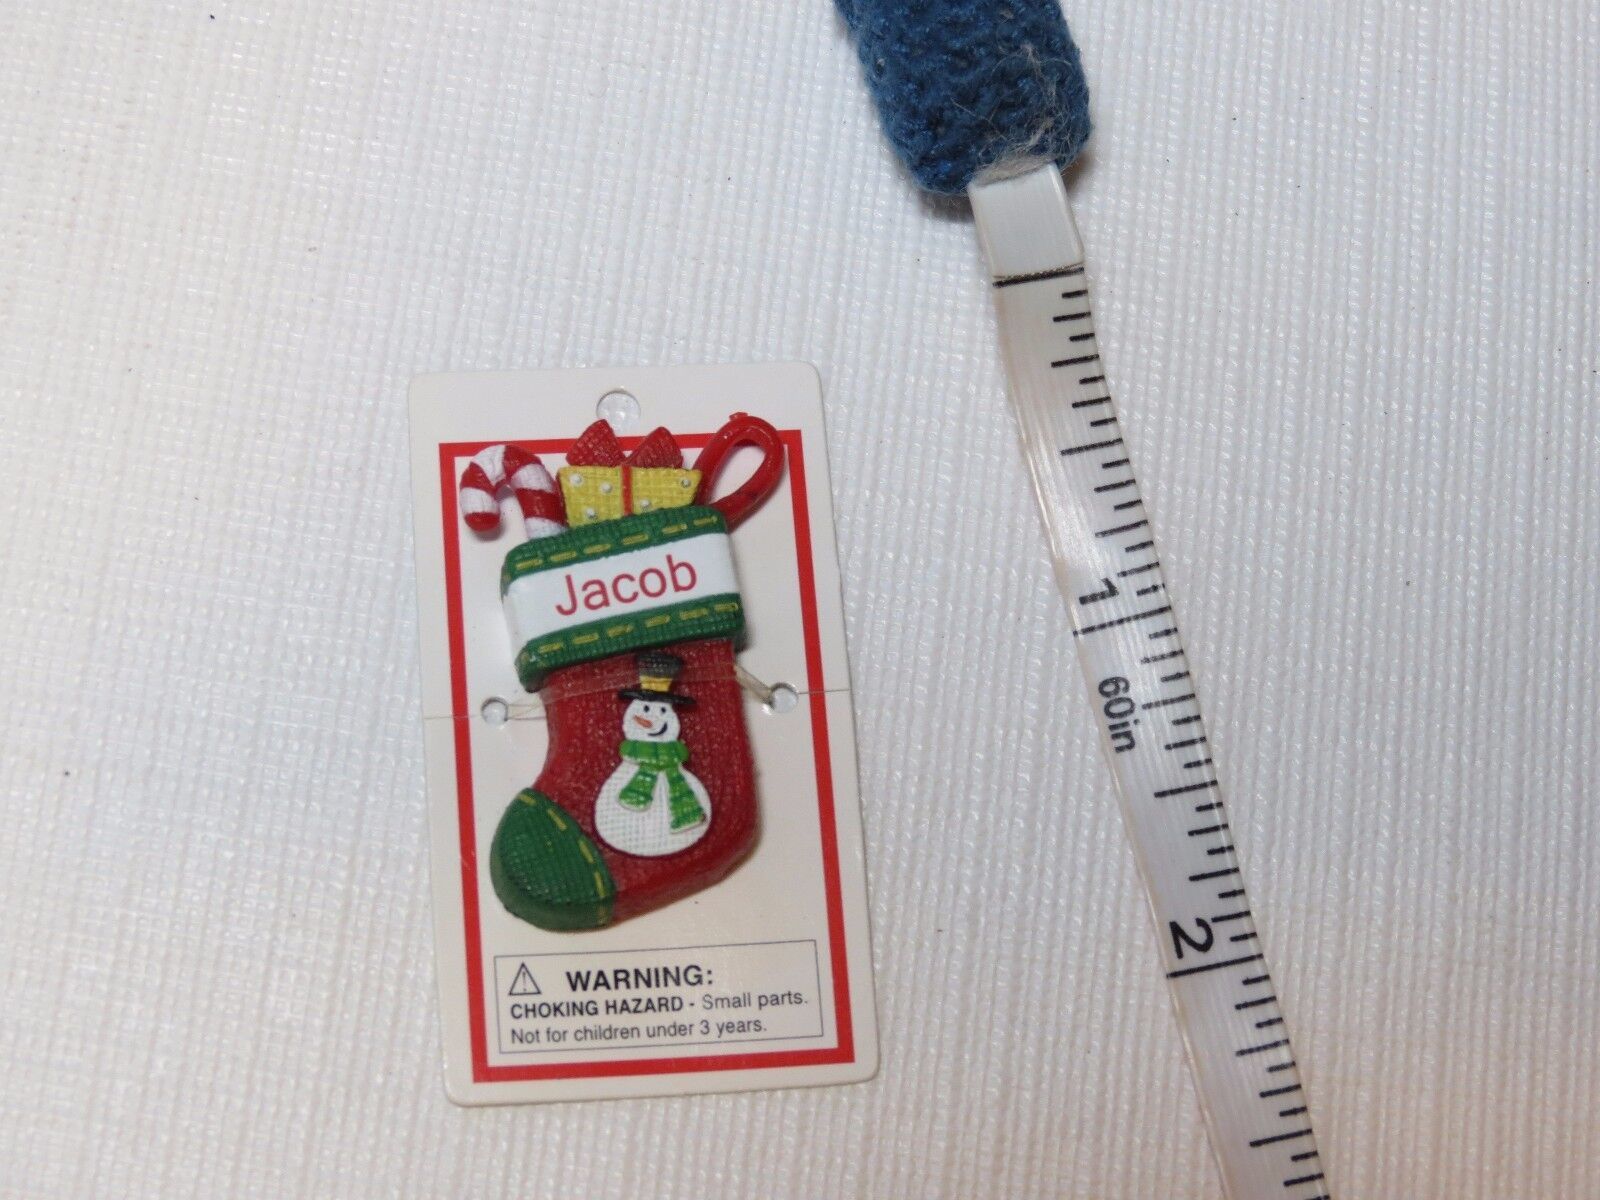 Jacob
WARNING:
CHOKING HAZARD - Small parts.
Not for children under 3 years.
1
60in
2